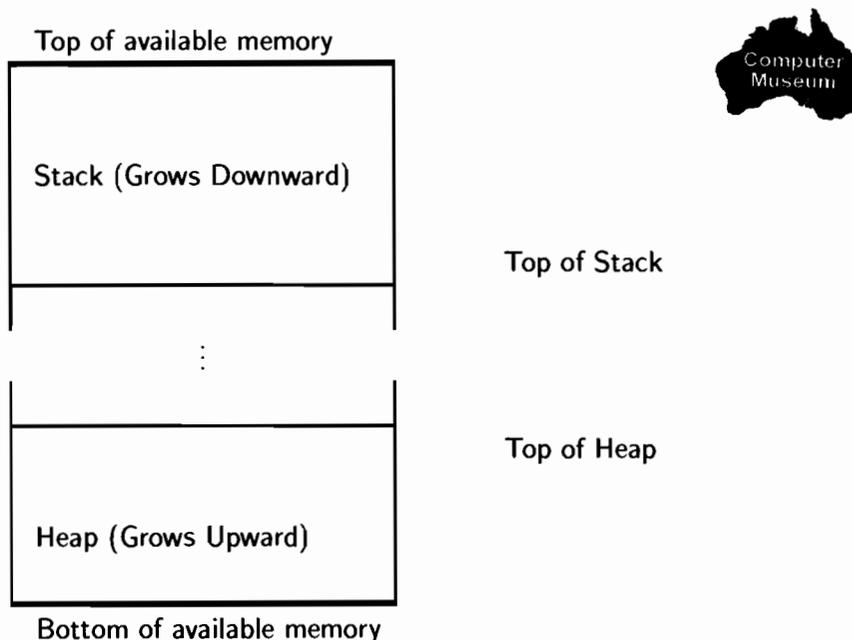 Top of available memory
Computer
Museum
Stack (Grows Downward)
Top of Stack
⋮
Top of Heap
Heap (Grows Upward)
Bottom of available memory